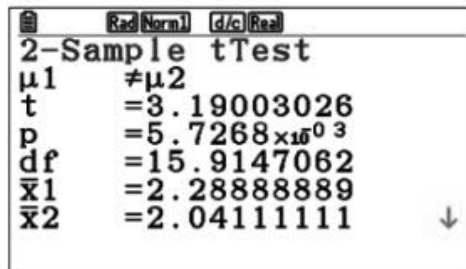 Rad Norm1 d/c Real
2-Sample tTest
μ1 ≠μ2
t =3.19003026
p =5.7268×10⁻⁰³
df =15.9147062
x̄1 =2.28888889
x̄2 =2.04111111 ↓